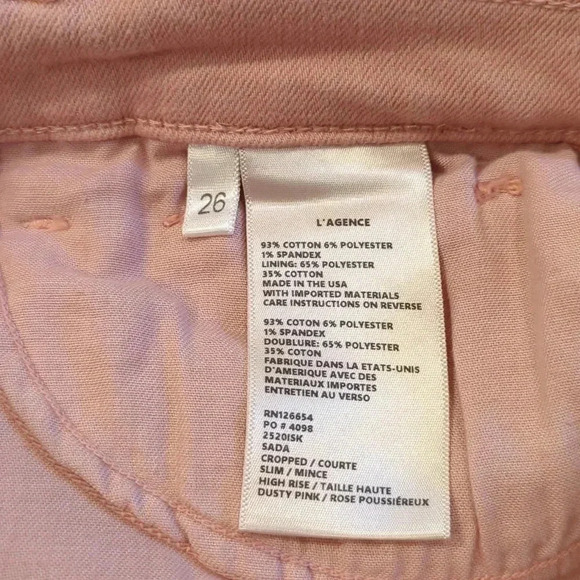 26
L'AGENCE
93% COTTON 6% POLYESTER
1% SPANDEX
LINING: 65% POLYESTER
35% COTTON
MADE IN THE USA
WITH IMPORTED MATERIALS
CARE INSTRUCTIONS ON REVERSE
93% COTON 6% POLYESTER
1% SPANDEX
DOUBLURE: 65% POLYESTER
35% COTON
FABRIQUE DANS LA ETATS-UNIS
D'AMERIQUE AVEC DES
MATERIAUX IMPORTES
ENTRETIEN AU VERSO
RN126654
PO # 4098
2520ISK
SADA
CROPPED / COURTE
SLIM / MINCE
HIGH RISE / TAILLE HAUTE
DUSTY PINK / ROSE POUSSIÉREUX